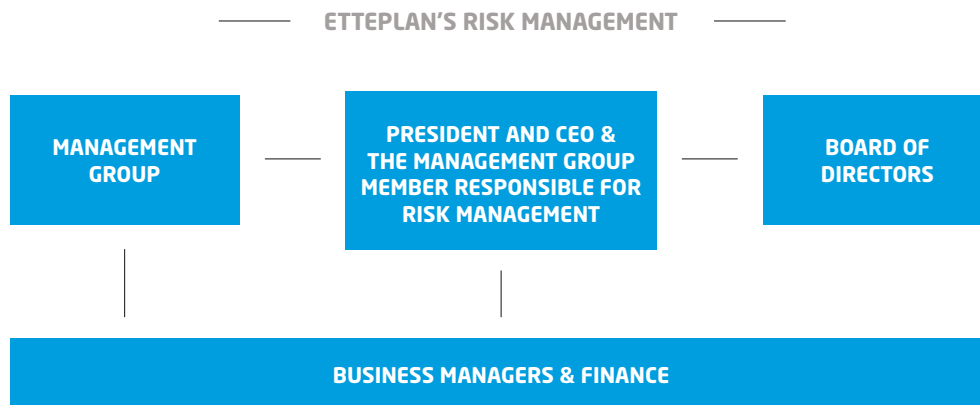 ETTEPLAN'S RISK MANAGEMENT
MANAGEMENT
GROUP
PRESIDENT AND CEO &
THE MANAGEMENT GROUP
MEMBER RESPONSIBLE FOR
RISK MANAGEMENT
BOARD OF
DIRECTORS
BUSINESS MANAGERS & FINANCE